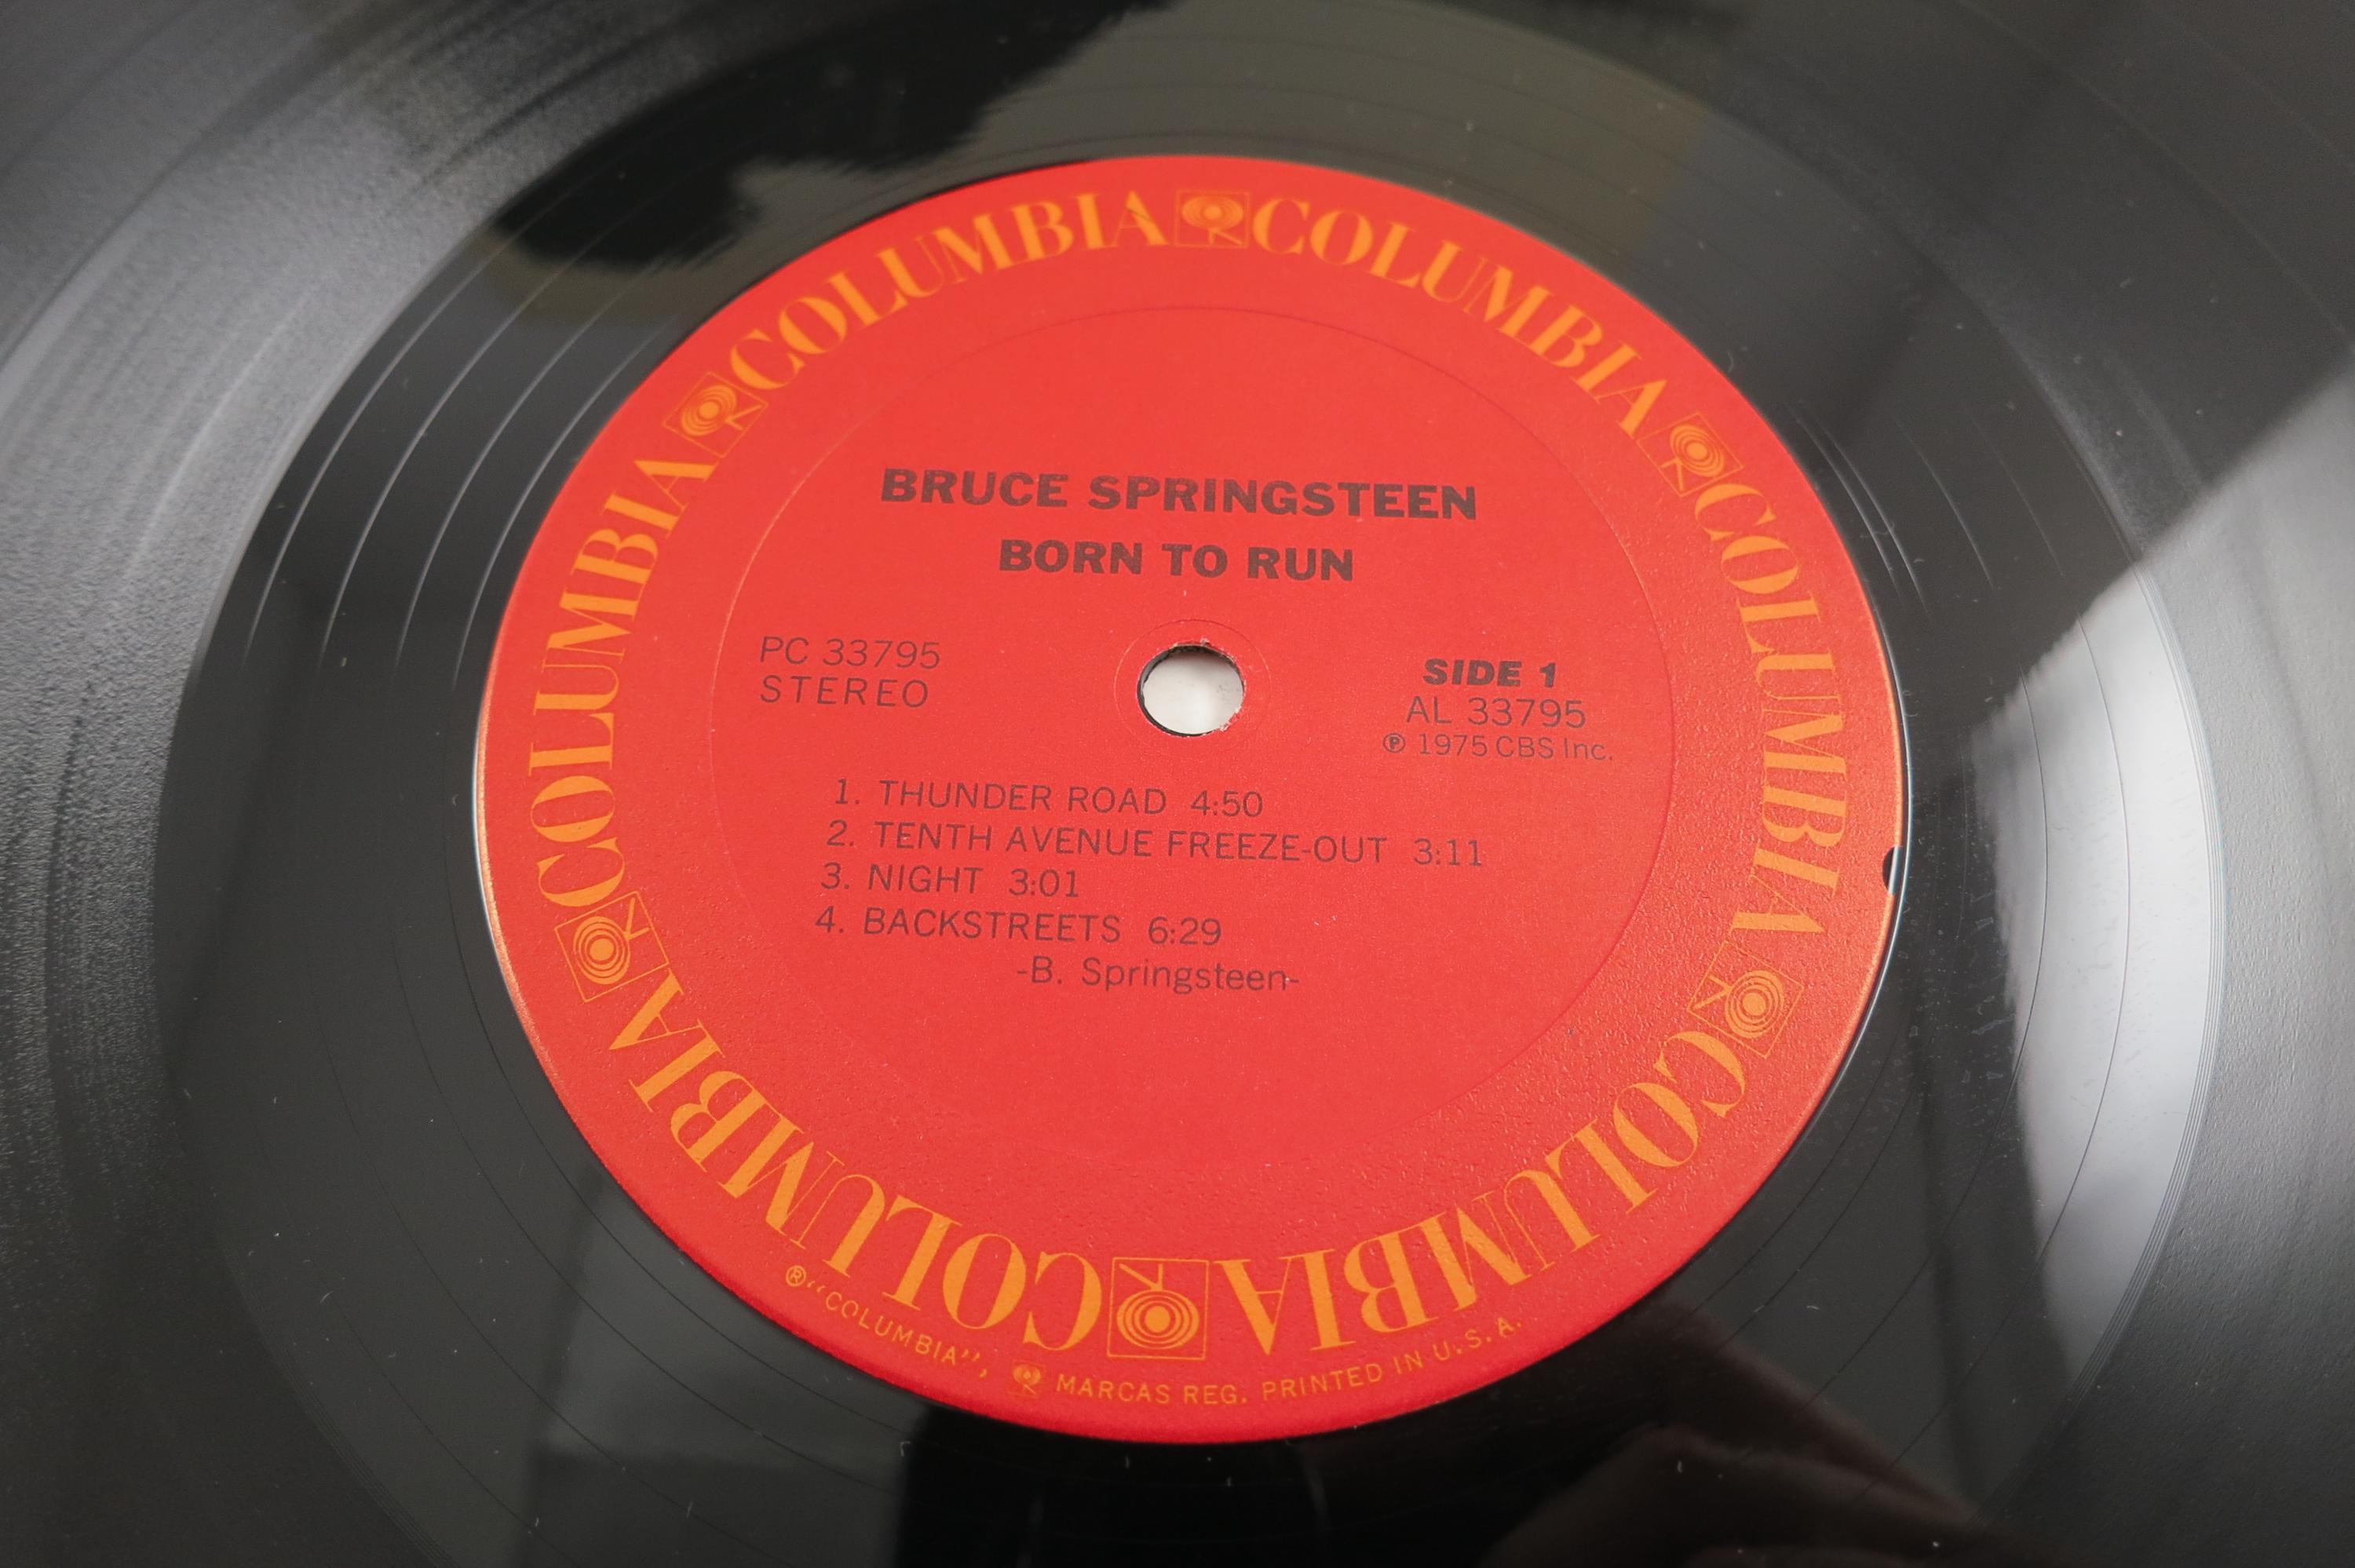 COLUMBIA COLUMBIA COLUMBIA COLUMBIA COLUMBIA COLUMBIA
BRUCE SPRINGSTEEN
BORN TO RUN
PC 33795
STEREO
SIDE 1
AL 33795
℗ 1975 CBS Inc.
1. THUNDER ROAD 4:50
2. TENTH AVENUE FREEZE-OUT 3:11
3. NIGHT 3:01
4. BACKSTREETS 6:29
-B. Springsteen-
® "COLUMBIA", MARCAS REG. PRINTED IN U.S.A.